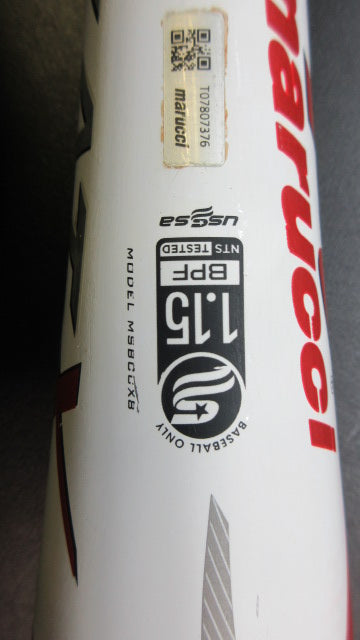 T07807376
marucci
marucci
usssa
NTS TESTED
BPF
1.15
BASEBALL ONLY
MODEL MSBCCX8